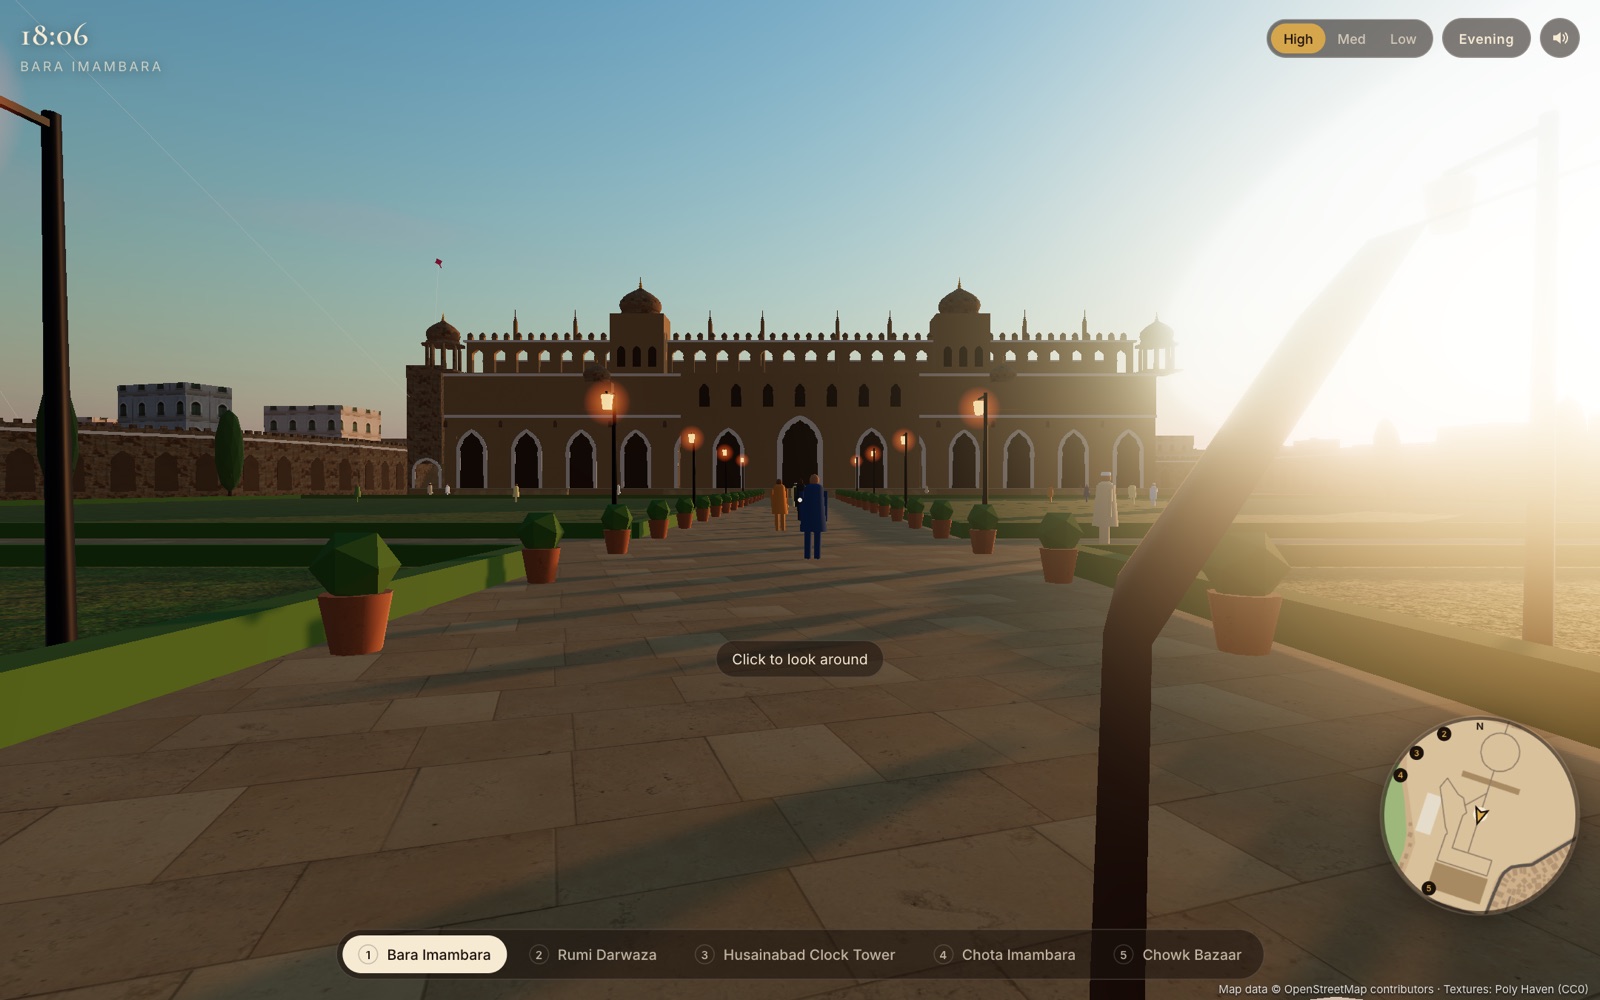 18:06
BARA IMAMBARA
High Med Low Evening
Click to look around
N
2
3
4
5
1 Bara Imambara 2 Rumi Darwaza 3 Husainabad Clock Tower 4 Chota Imambara 5 Chowk Bazaar
Map data © OpenStreetMap contributors · Textures: Poly Haven (CC0)